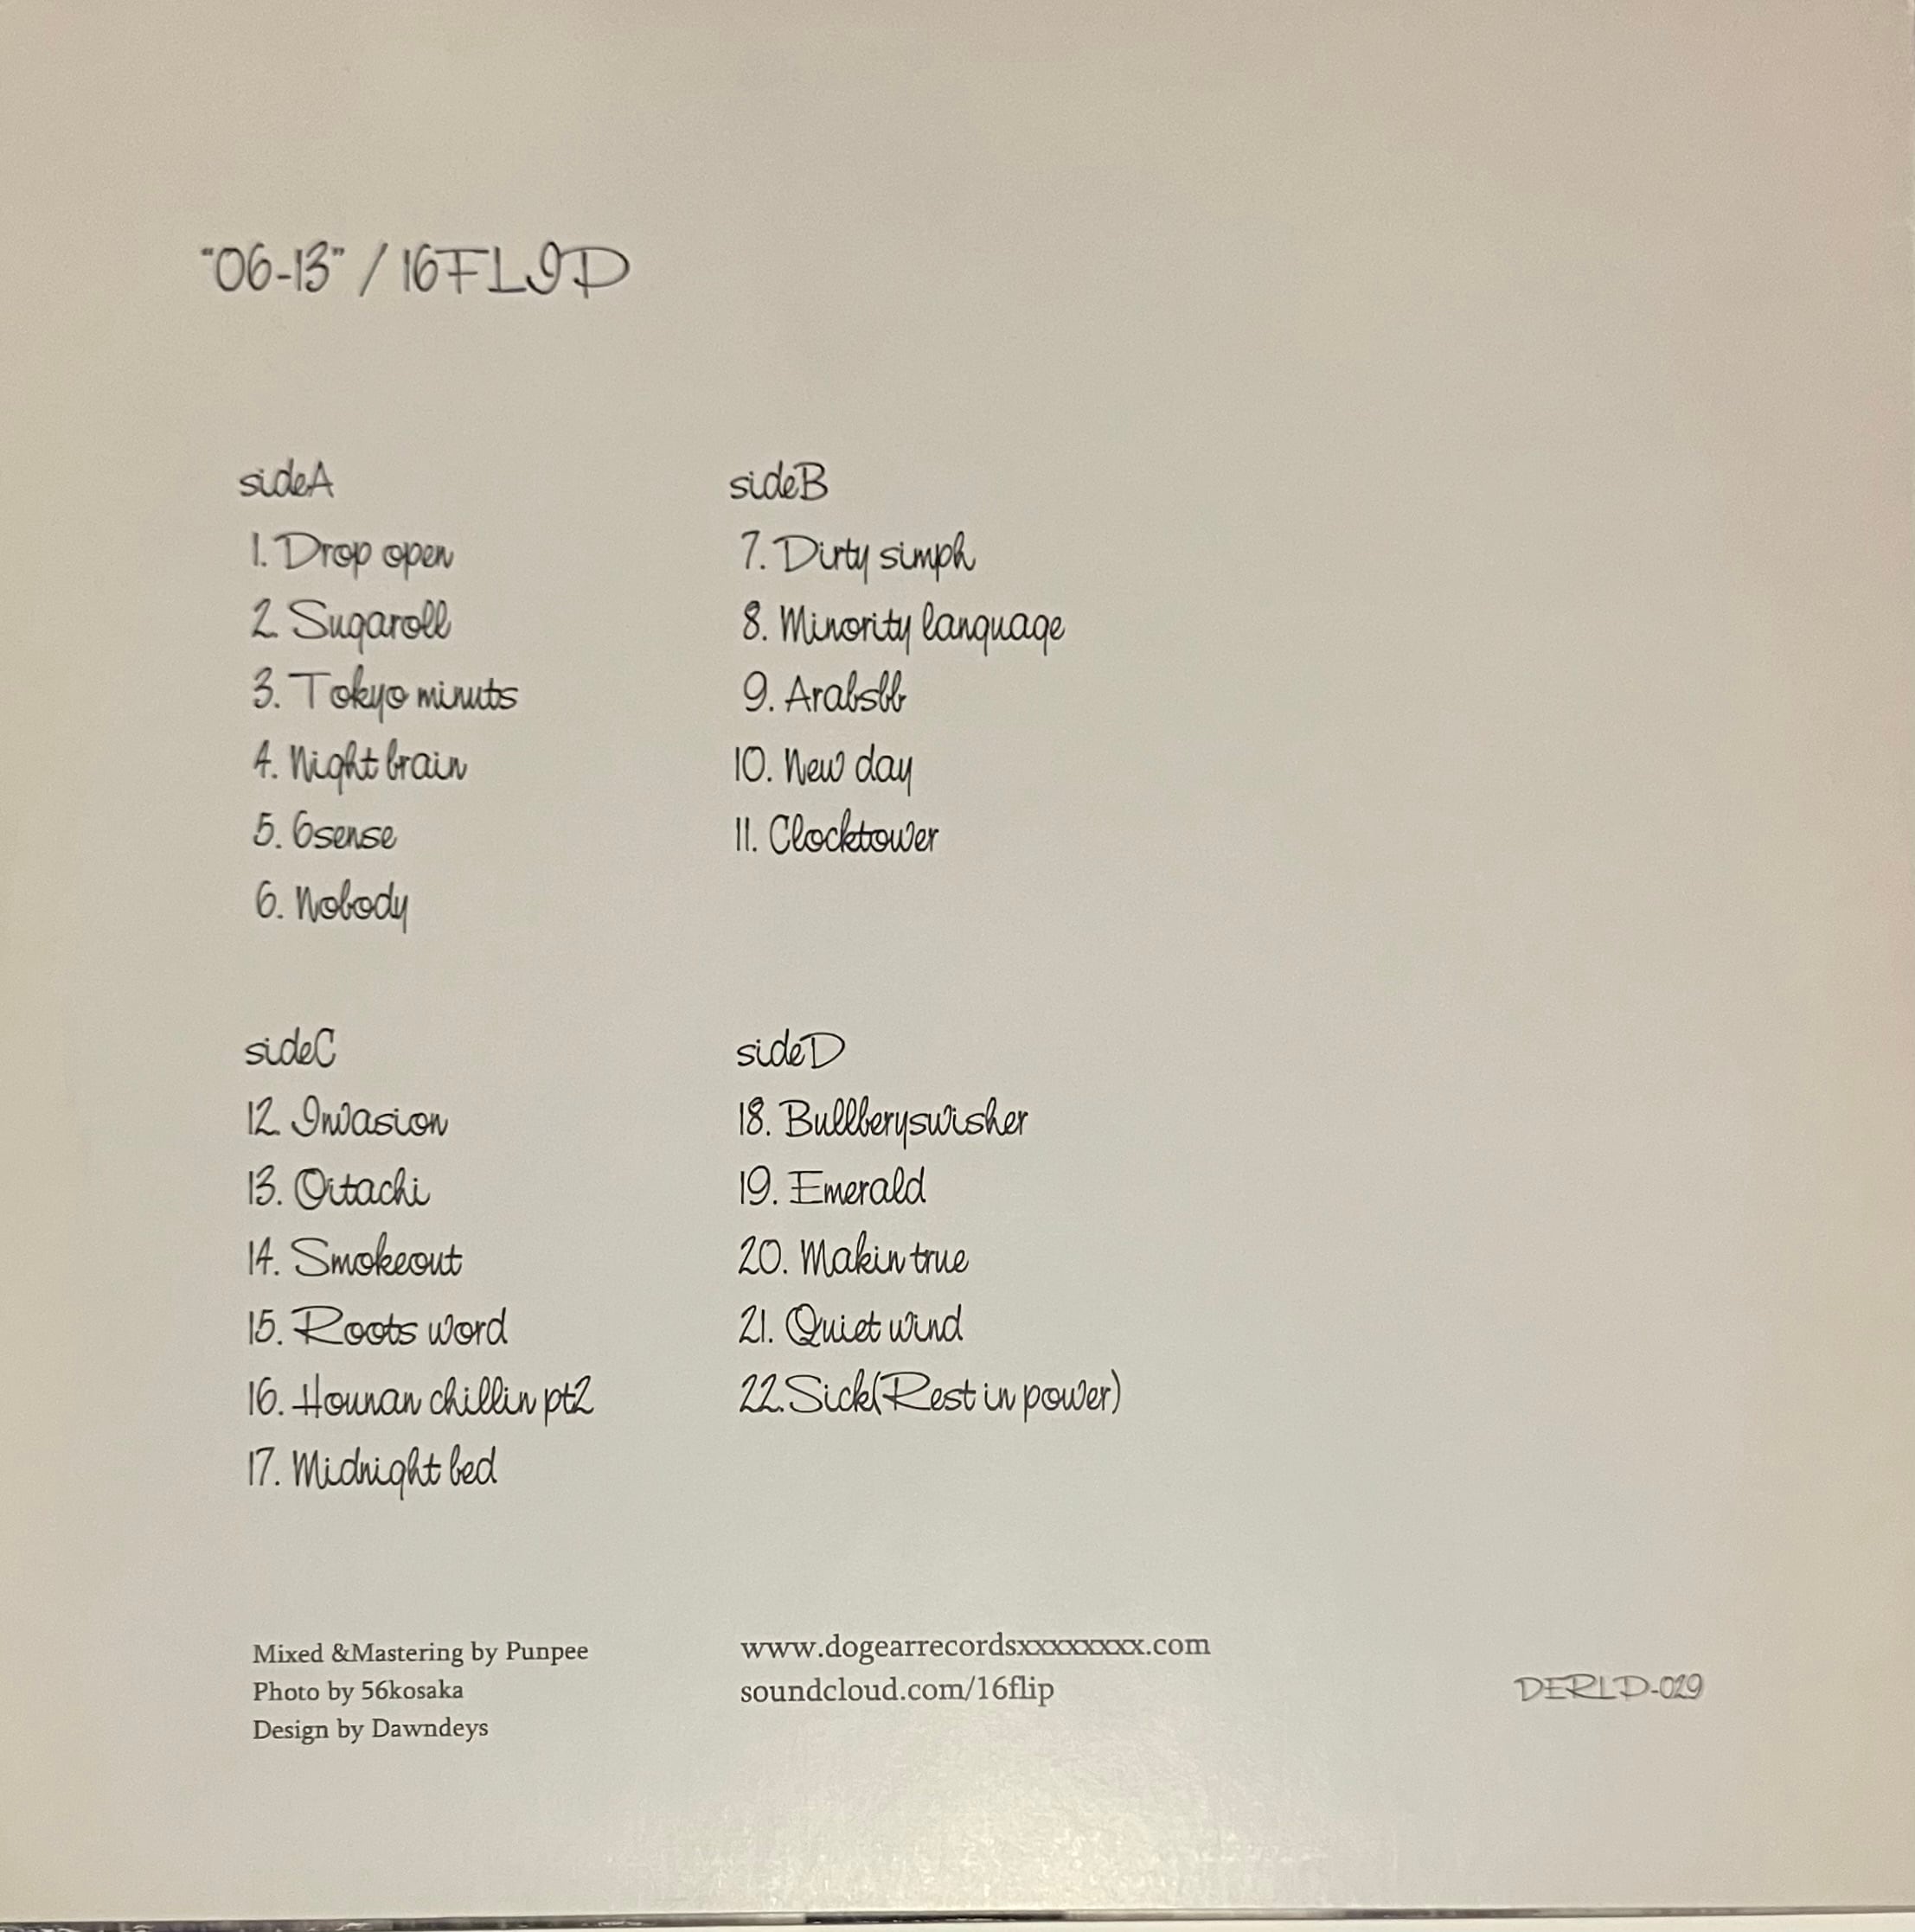 "06-13" / 16FLIP
sideA
1. Drop open
2. Sugaroll
3. Tokyo minuts
4. Night brain
5. 6sense
6. Nobody
sideB
7. Dirty simph
8. Minority language
9. Arabsbb
10. New day
11. Clocktower
sideC
12. Invasion
13. Oitachi
14. Smokeout
15. Roots word
16. Hounan chillin pt2
17. Midnight bed
sideD
18. Bullberyswisher
19. Emerald
20. Makin true
21. Quiet wind
22. Sick(Rest in power)
Mixed &Mastering by Punpee
Photo by 56kosaka
Design by Dawndeys
www.dogearrecordsxxxxxxxx.com
soundcloud.com/16flip
DERLD-029